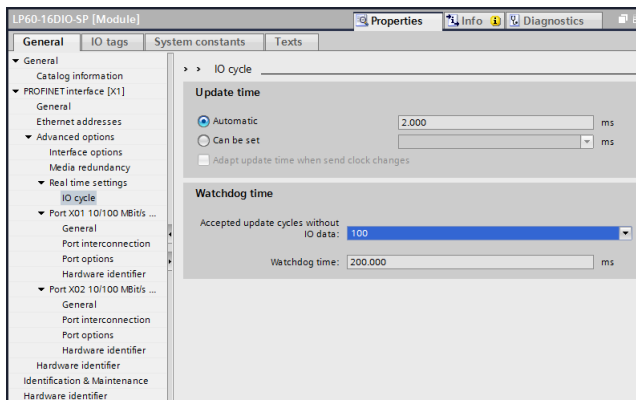 LP60-16DIO-SP [Module]
Properties
Info
Diagnostics
General
IO tags
System constants
Texts
General
Catalog information
PROFINET interface [X1]
General
Ethernet addresses
Advanced options
Interface options
Media redundancy
Real time settings
IO cycle
Port X01 10/100 MBit/s ...
General
Port interconnection
Port options
Hardware identifier
Port X02 10/100 MBit/s ...
General
Port interconnection
Port options
Hardware identifier
Hardware identifier
Identification & Maintenance
Hardware identifier
> > IO cycle
Update time
Automatic 2.000 ms
Can be set ms
Adapt update time when send clock changes
Watchdog time
Accepted update cycles without
IO data: 100
Watchdog time: 200.000 ms